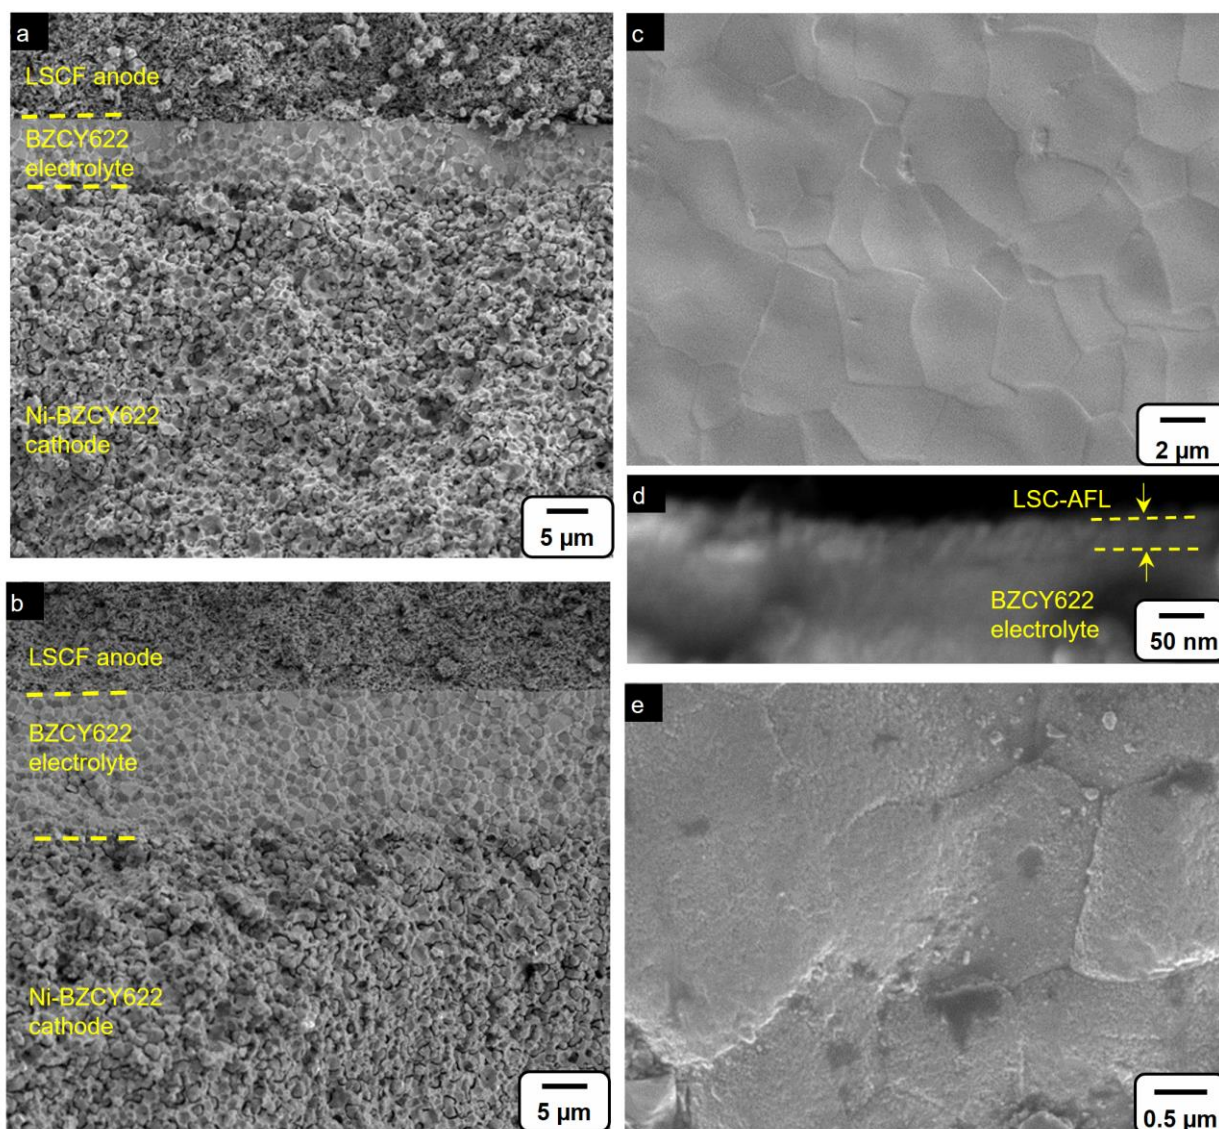 a
LSCF anode
BZCY622
electrolyte
Ni-BZCY622
cathode
5 µm
b
LSCF anode
BZCY622
electrolyte
Ni-BZCY622
cathode
5 µm
c
2 µm
d
LSC-AFL
BZCY622
electrolyte
50 nm
e
0.5 µm